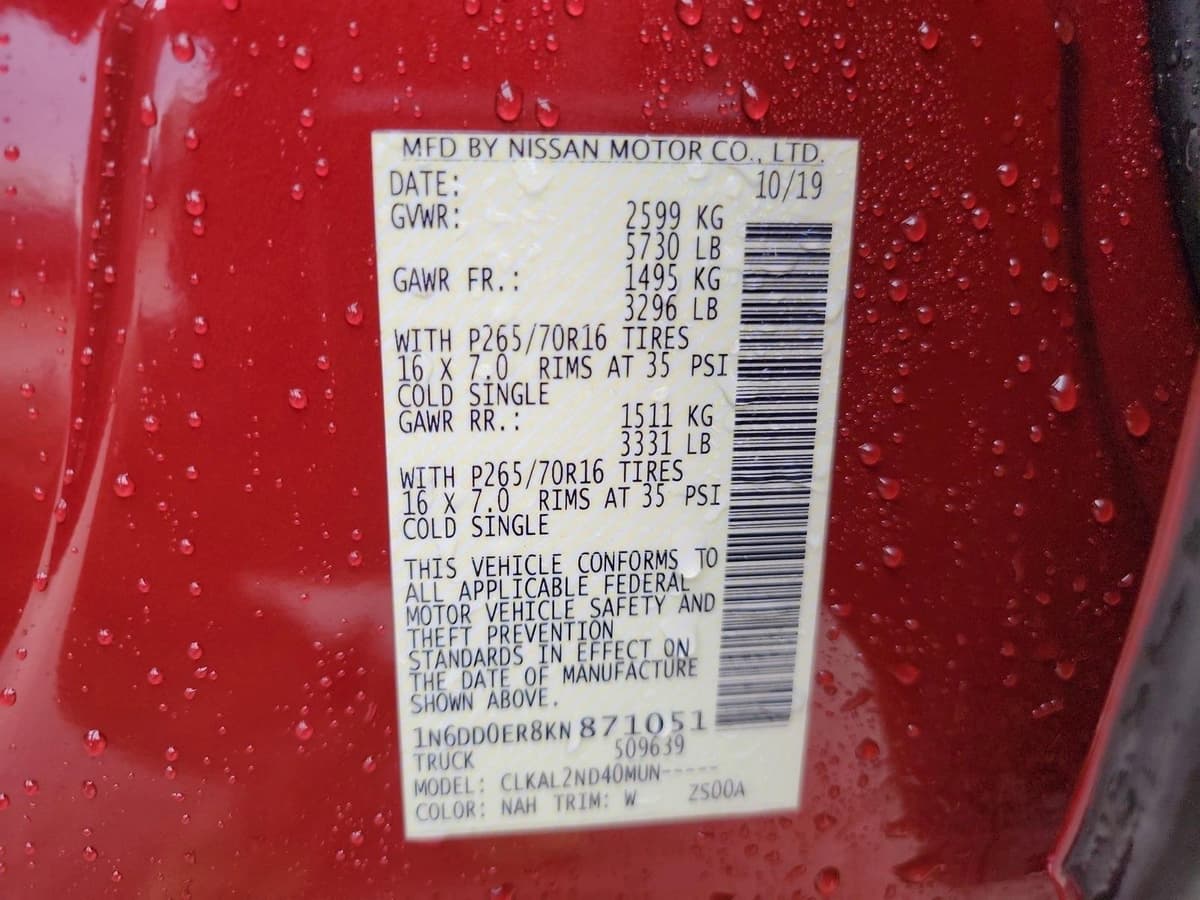 MFD BY NISSAN MOTOR CO., LTD.
DATE: 10/19
GVWR: 2599 KG
5730 LB
GAWR FR.: 1495 KG
3296 LB
WITH P265/70R16 TIRES
16 X 7.0 RIMS AT 35 PSI
COLD SINGLE
GAWR RR.: 1511 KG
3331 LB
WITH P265/70R16 TIRES
16 X 7.0 RIMS AT 35 PSI
COLD SINGLE
THIS VEHICLE CONFORMS TO
ALL APPLICABLE FEDERAL
MOTOR VEHICLE SAFETY AND
THEFT PREVENTION
STANDARDS IN EFFECT ON
THE DATE OF MANUFACTURE
SHOWN ABOVE.
1N6DD0ER8KN 871051
TRUCK 509639
MODEL: CLKAL2ND40MUN-----
COLOR: NAH TRIM: W ZS00A